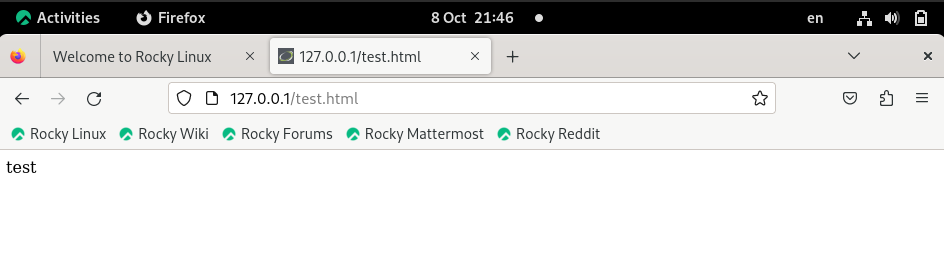 Activities Firefox 8 Oct 21:46 en
Welcome to Rocky Linux 127.0.0.1/test.html
127.0.0.1/test.html
Rocky Linux Rocky Wiki Rocky Forums Rocky Mattermost Rocky Reddit
test